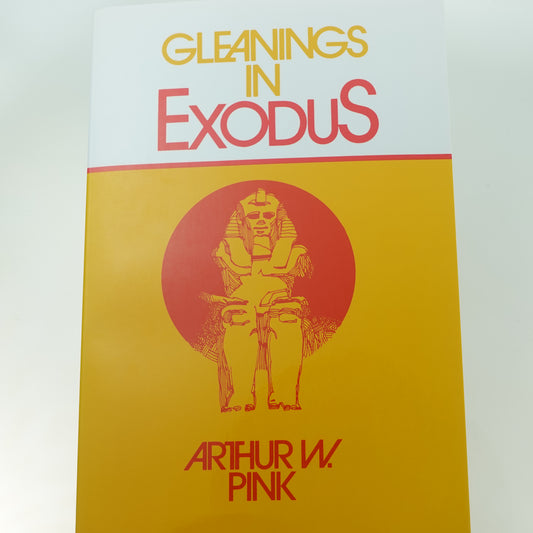 GLEANINGS
IN
EXODUS
ARTHUR W.
PINK